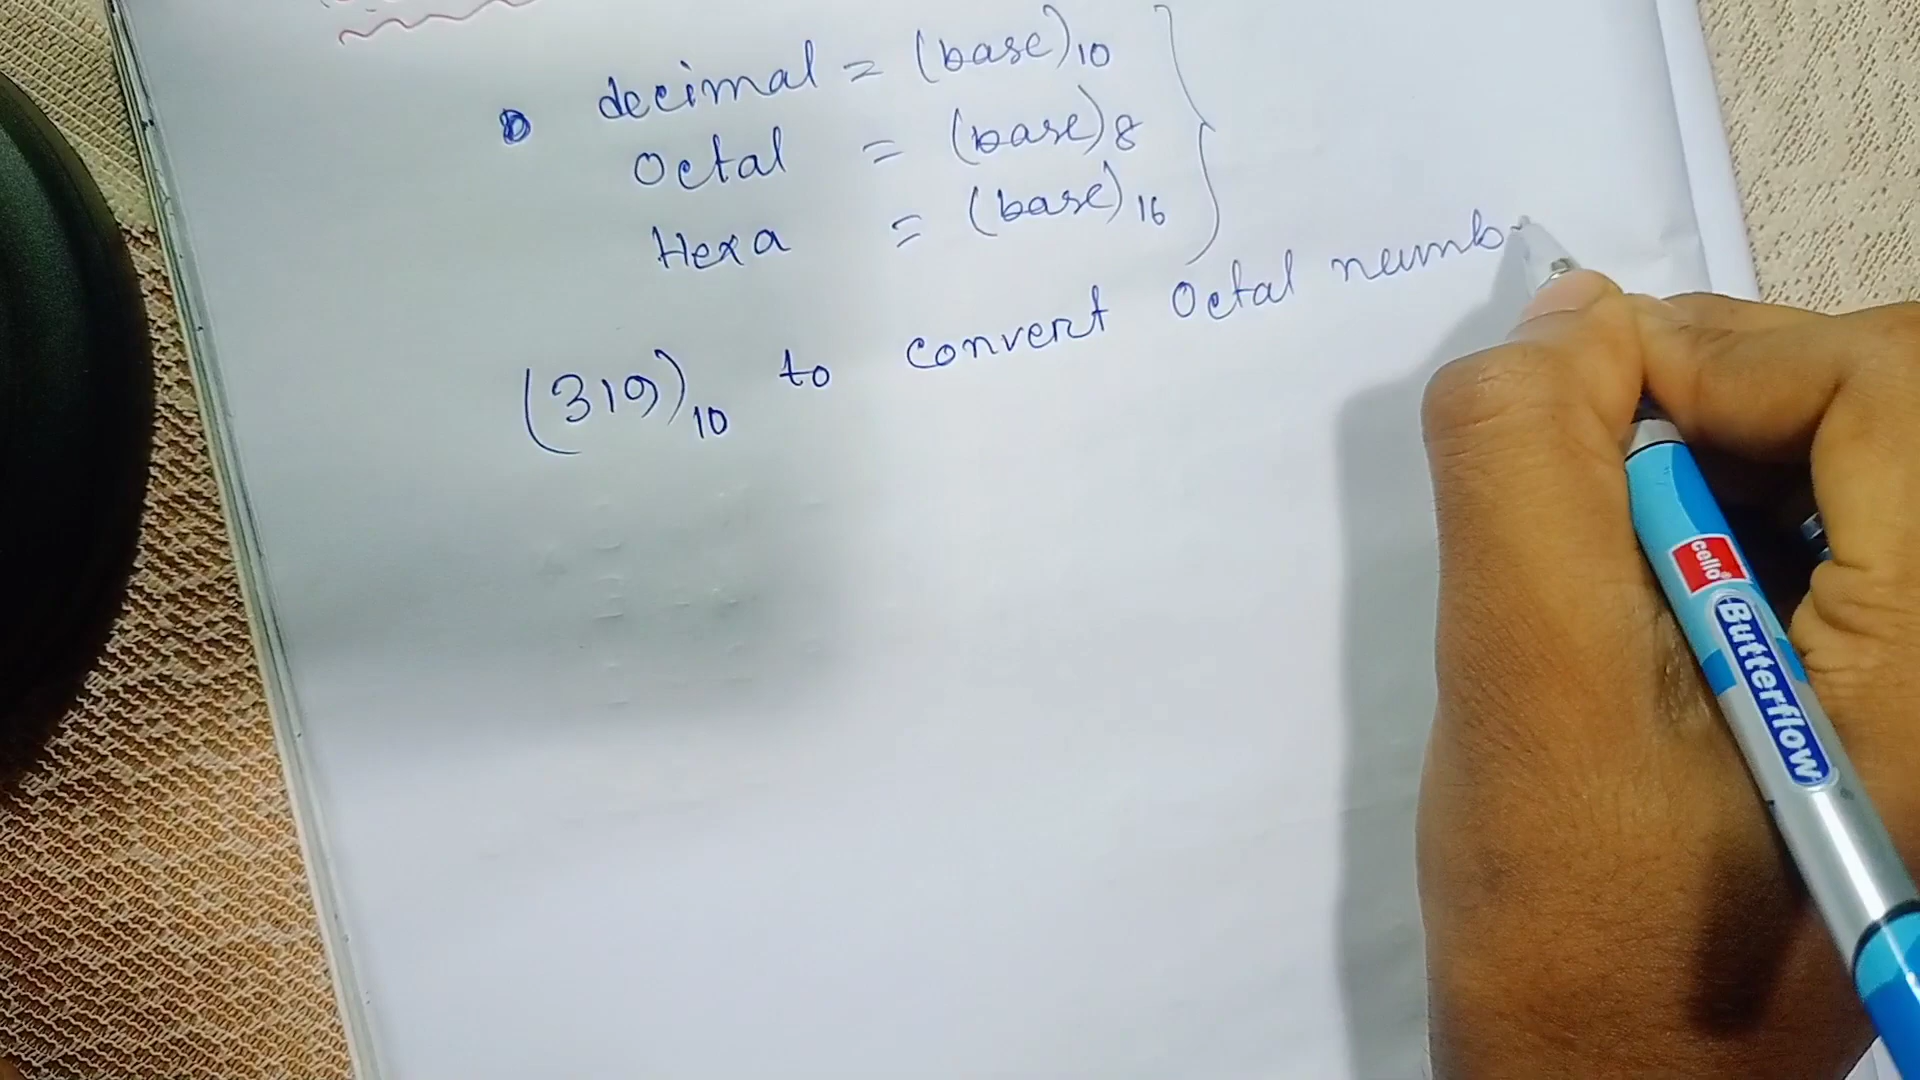 decimal = (base)10
Octal = (base)8
Hexa = (base)16
(319)10 to convert Octal numb
cello
Butterflow